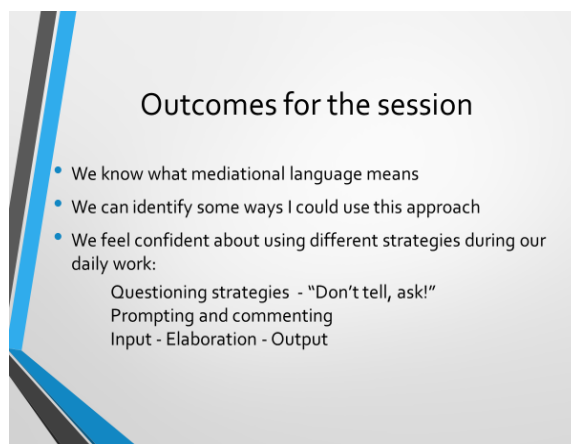 Outcomes for the session
• We know what mediational language means
• We can identify some ways I could use this approach
• We feel confident about using different strategies during our
daily work:
Questioning strategies - “Don’t tell, ask!”
Prompting and commenting
Input - Elaboration - Output